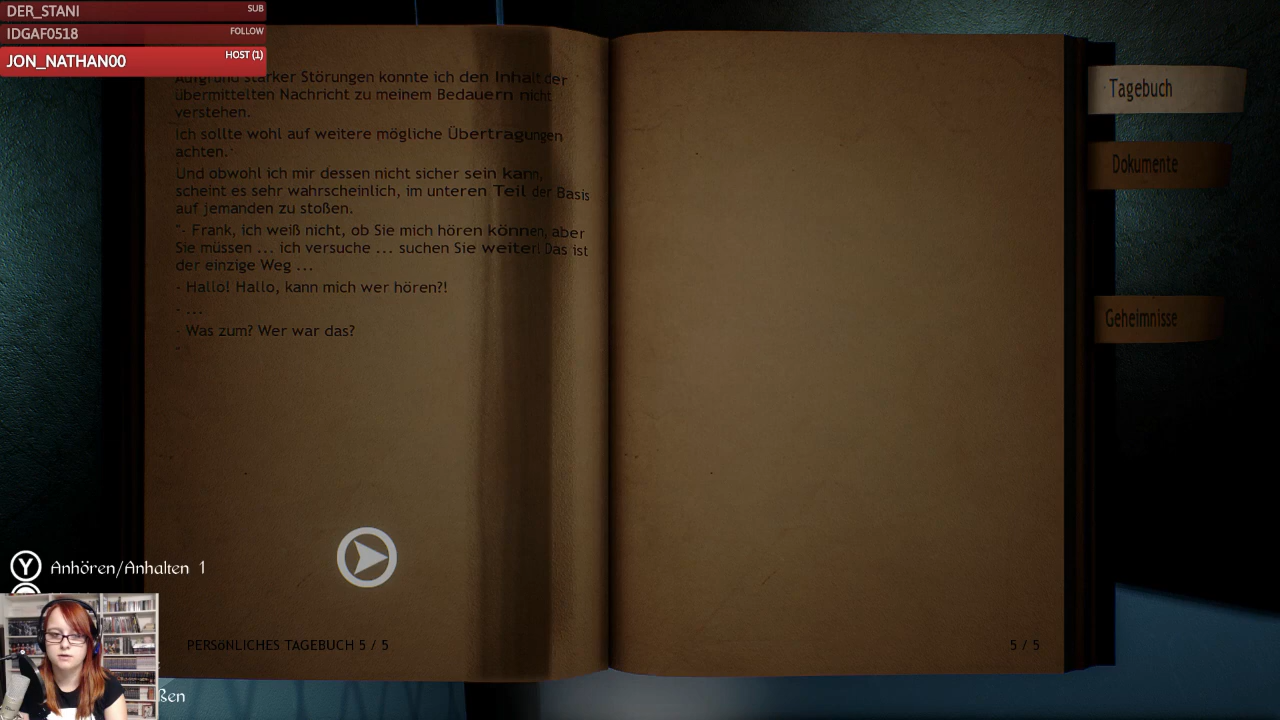 DER_STANI SUB
IDGAF0518 FOLLOW
JON_NATHAN00 HOST (1)
Aufgrund starker Störungen konnte ich den Inhalt der
übermittelten Nachricht zu meinem Bedauern nicht
verstehen.
Ich sollte wohl auf weitere mögliche Übertragungen
achten.
Und obwohl ich mir dessen nicht sicher sein kann,
scheint es sehr wahrscheinlich, im unteren Teil der Basis
auf jemanden zu stoßen.
"- Frank, ich weiß nicht, ob Sie mich hören können, aber
Sie müssen ... ich versuche ... suchen Sie weiter! Das ist
der einzige Weg ...
- Hallo! Hallo, kann mich wer hören?!
- ...
- Was zum? Wer war das?
"
PERSÖNLICHES TAGEBUCH 5 / 5
5 / 5
Tagebuch
Dokumente
Geheimnisse
Y Anhören/Anhalten 1
ßen